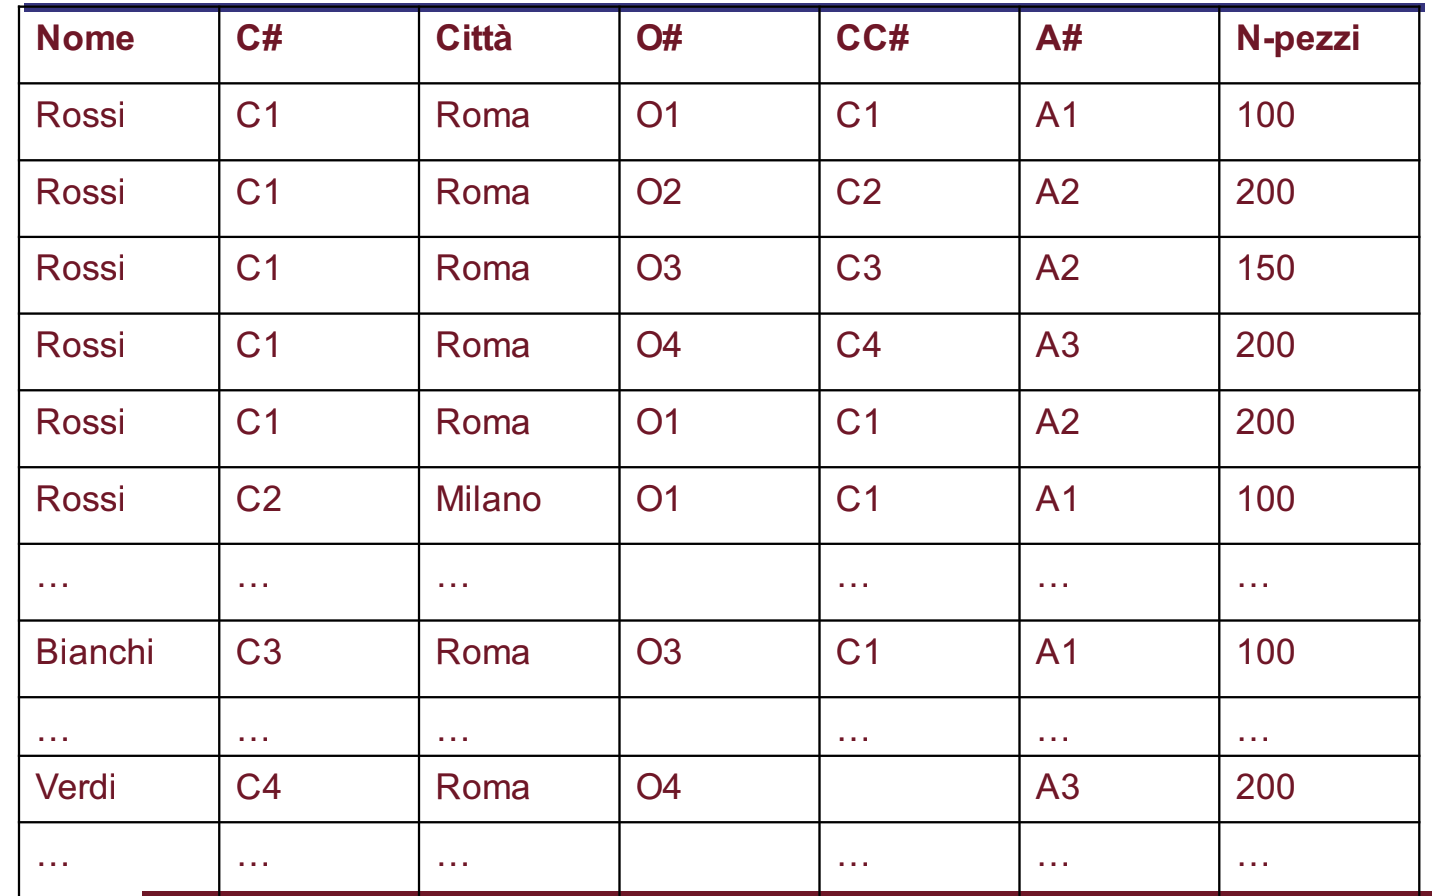 Nome C# Città O# CC# A# N-pezzi
Rossi C1 Roma O1 C1 A1 100
Rossi C1 Roma O2 C2 A2 200
Rossi C1 Roma O3 C3 A2 150
Rossi C1 Roma O4 C4 A3 200
Rossi C1 Roma O1 C1 A2 200
Rossi C2 Milano O1 C1 A1 100
… … … … … …
Bianchi C3 Roma O3 C1 A1 100
… … … … … …
Verdi C4 Roma O4 A3 200
… … … … … …